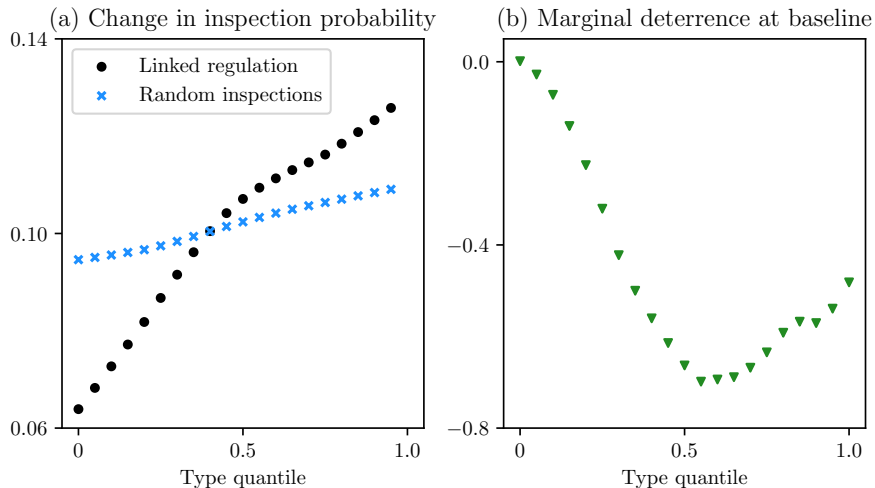 (a) Change in inspection probability
0.14
0.10
0.06
Linked regulation
Random inspections
0
0.5
1.0
Type quantile
(b) Marginal deterrence at baseline
0.0
−0.4
−0.8
0
0.5
1.0
Type quantile